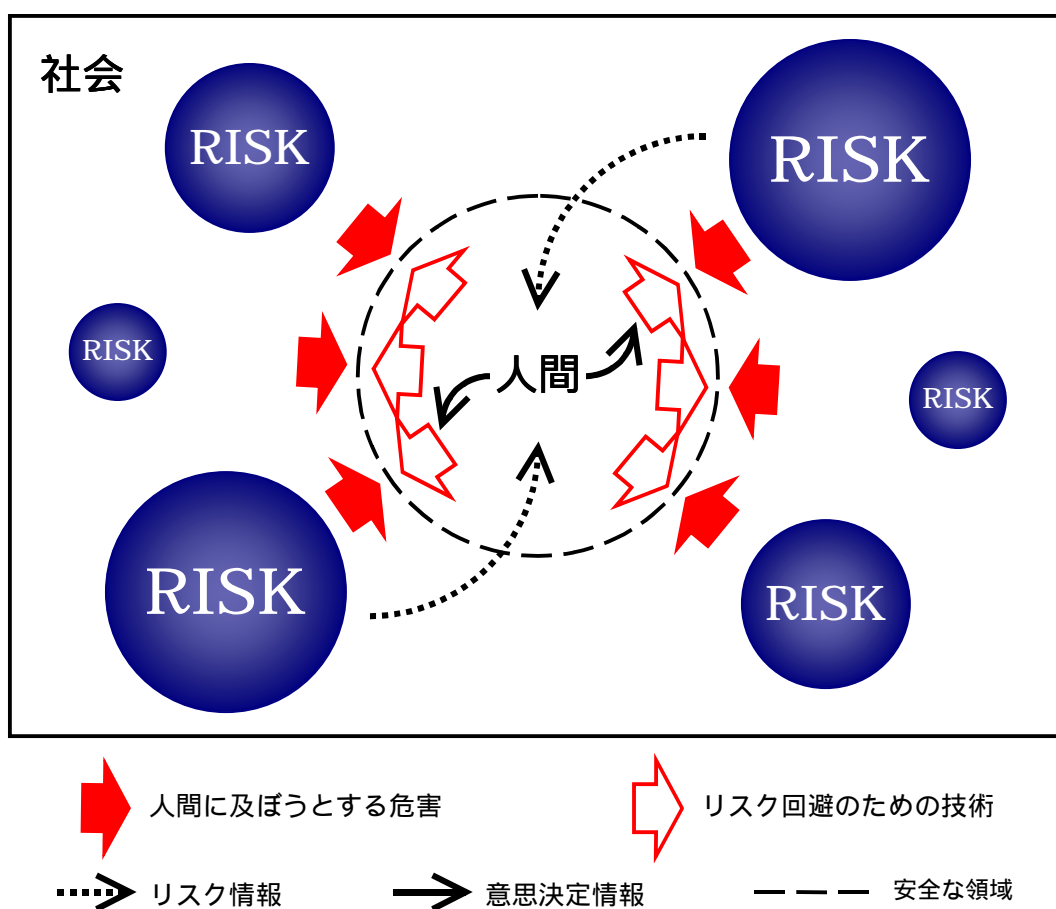 社会
RISK
RISK
RISK
人間
RISK
RISK
RISK
人間に及ぼうとする危害
リスク回避のための技術
リスク情報
意思決定情報
安全な領域